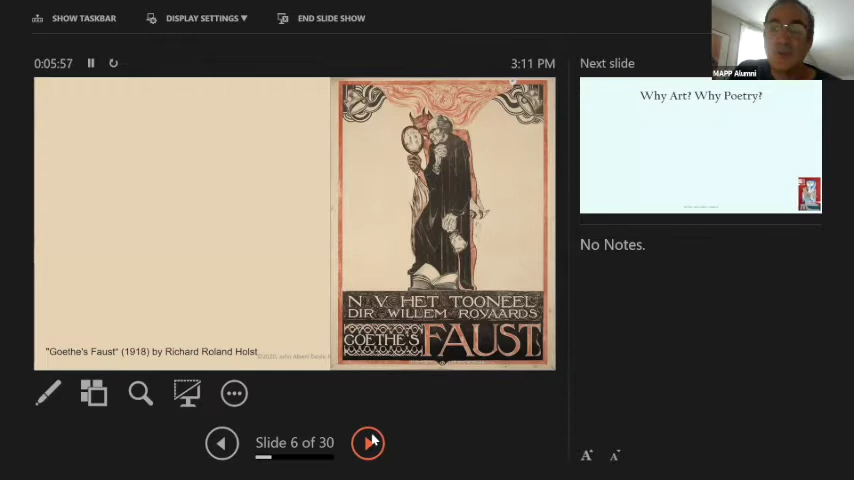 SHOW TASKBAR
DISPLAY SETTINGS ▼
END SLIDE SHOW
MAPP Alumni
0:05:57
3:11 PM
Next slide
Why Art? Why Poetry?
No Notes.
N V HET TOONEEL
DIR WILLEM ROYAARDS
GOETHE'S FAUST
"Goethe's Faust" (1918) by Richard Roland Holst
Slide 6 of 30
A A